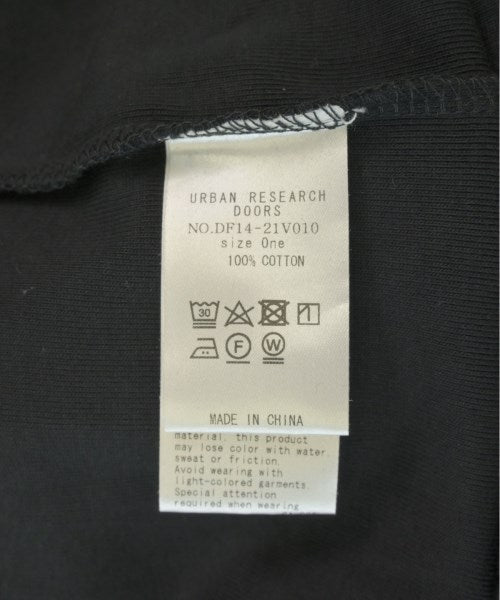 URBAN RESEARCH
DOORS
NO.DF14-21V010
size One
100% COTTON
30
F W
MADE IN CHINA
material, this product
may lose color with water,
sweat or friction.
Avoid wearing with
light-colored garments.
Special attention
required when wearing